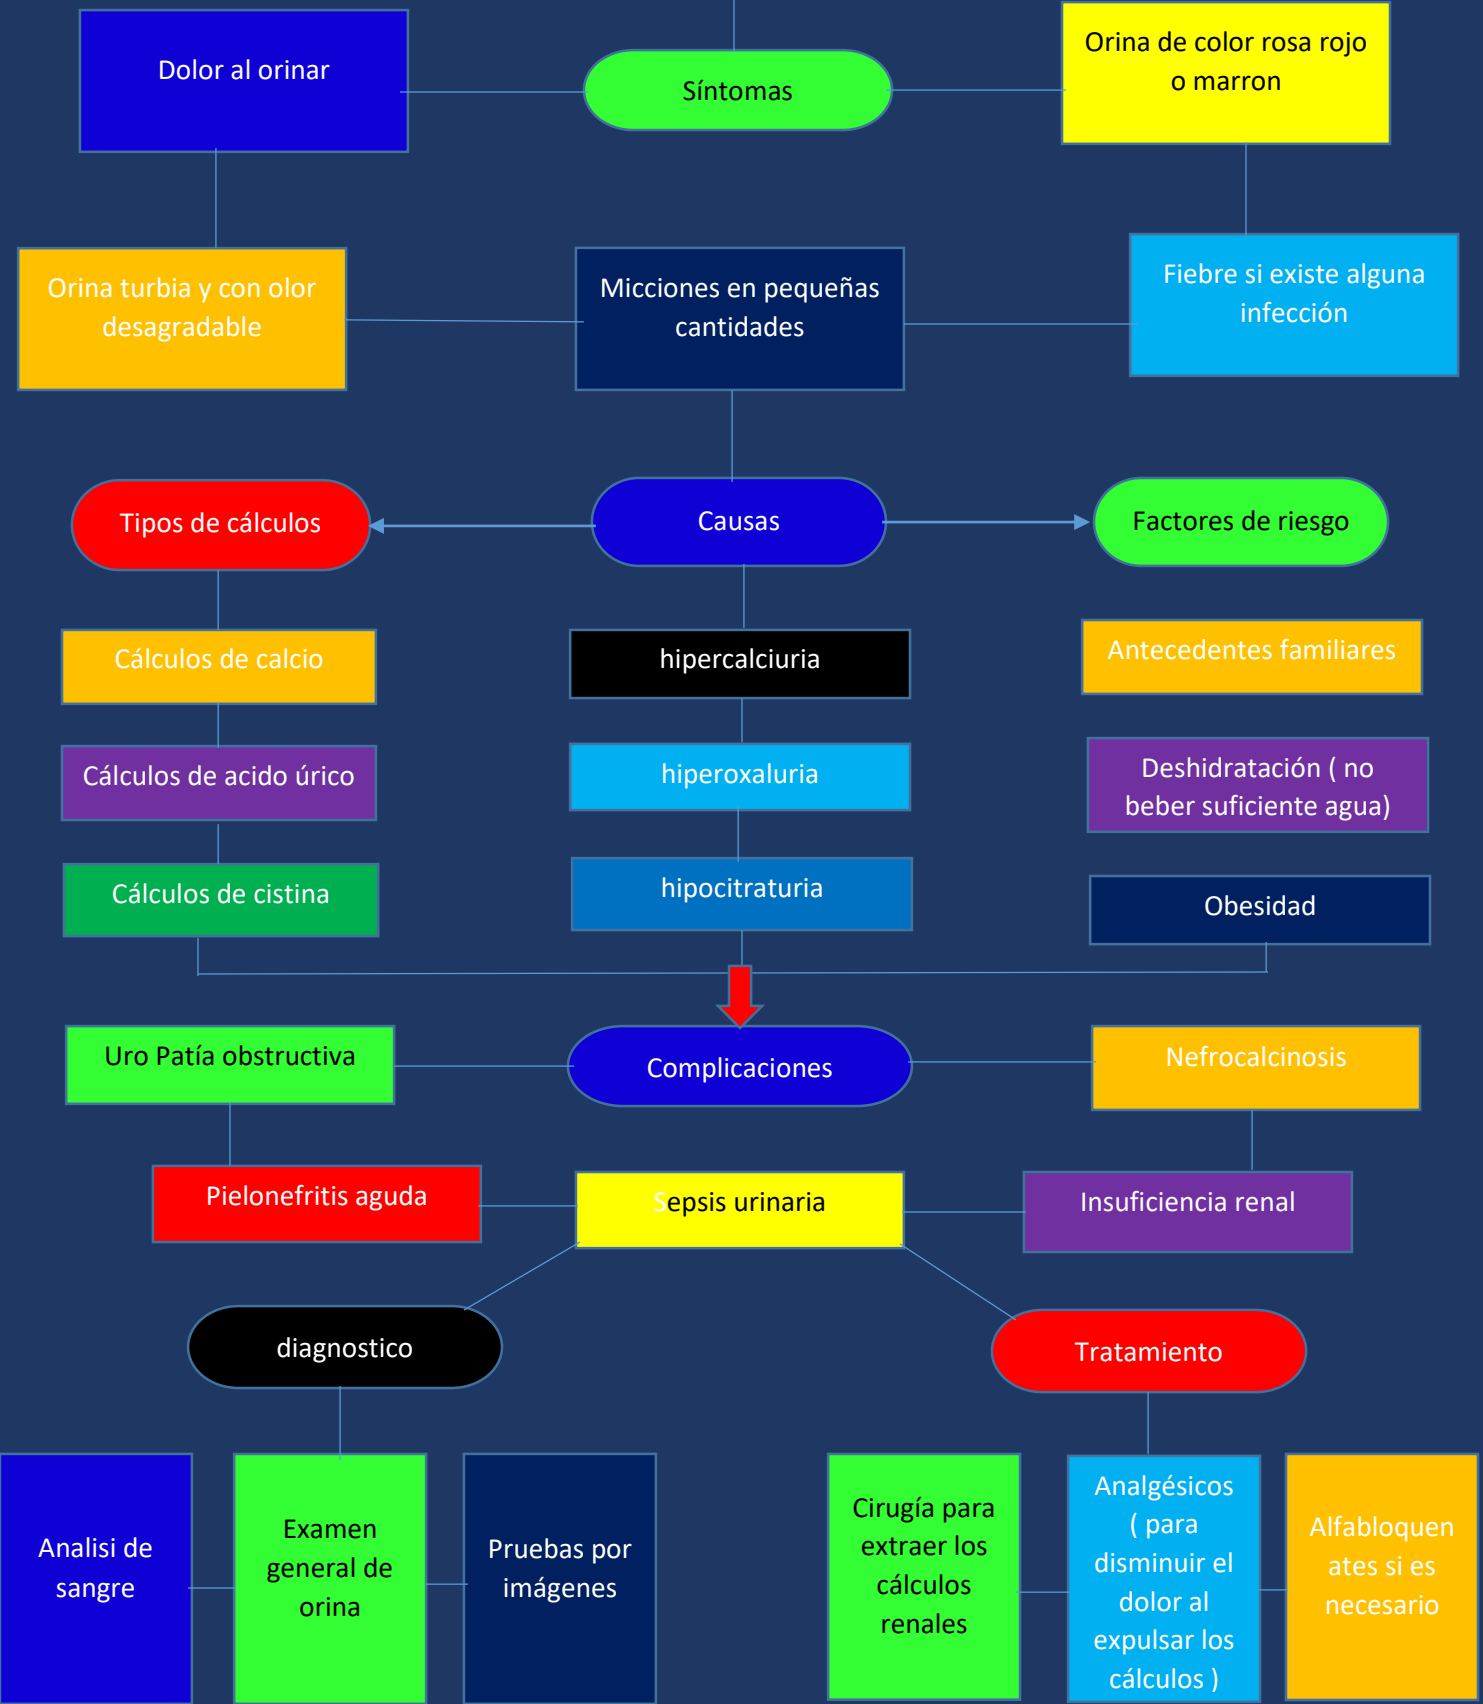 Dolor al orinar
Síntomas
Orina de color rosa rojo
o marron
Orina turbia y con olor
desagradable
Micciones en pequeñas
cantidades
Fiebre si existe alguna
infección
Tipos de cálculos
Causas
Factores de riesgo
Cálculos de calcio
hipercalciuria
Antecedentes familiares
Cálculos de acido úrico
hiperoxaluria
Deshidratación ( no
beber suficiente agua)
Cálculos de cistina
hipocitraturia
Obesidad
Uro Patía obstructiva
Complicaciones
Nefrocalcinosis
Pielonefritis aguda
Sepsis urinaria
Insuficiencia renal
diagnostico
Tratamiento
Analisi de
sangre
Examen
general de
orina
Pruebas por
imágenes
Cirugía para
extraer los
cálculos
renales
Analgésicos
( para
disminuir el
dolor al
expulsar los
cálculos )
Alfabloquen
ates si es
necesario